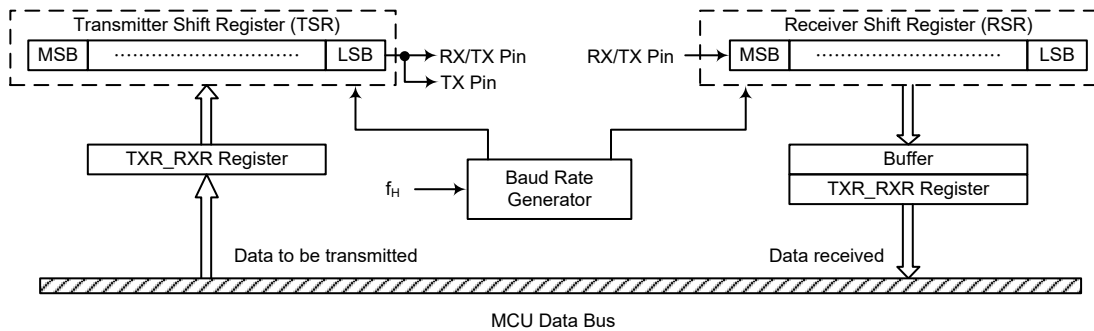 Transmitter Shift Register (TSR)
MSB
LSB
RX/TX Pin
TX Pin
RX/TX Pin
Receiver Shift Register (RSR)
MSB
LSB
TXR_RXR Register
fH
Baud Rate
Generator
Buffer
TXR_RXR Register
Data to be transmitted
Data received
MCU Data Bus